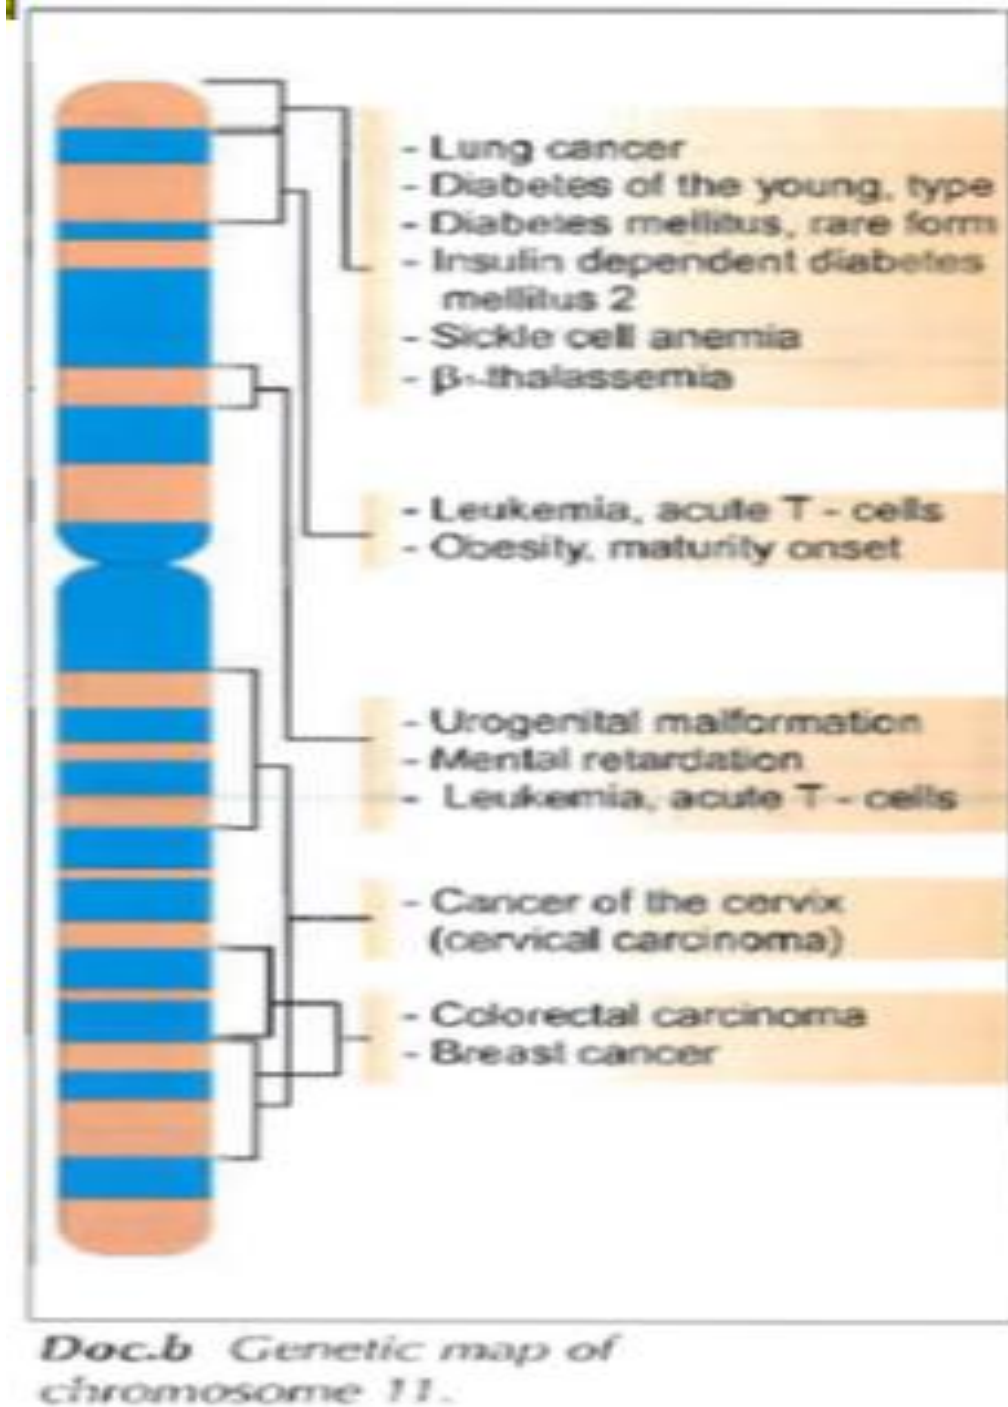 - Lung cancer
- Diabetes of the young, type
- Diabetes mellitus, rare form
- Insulin dependent diabetes
mellitus 2
- Sickle cell anemia
- β-thalassemia
- Leukemia, acute T - cells
- Obesity, maturity onset
- Urogenital malformation
- Mental retardation
- Leukemia, acute T - cells
- Cancer of the cervix
(cervical carcinoma)
- Colorectal carcinoma
- Breast cancer
Doc.b Genetic map of
chromosome 11.